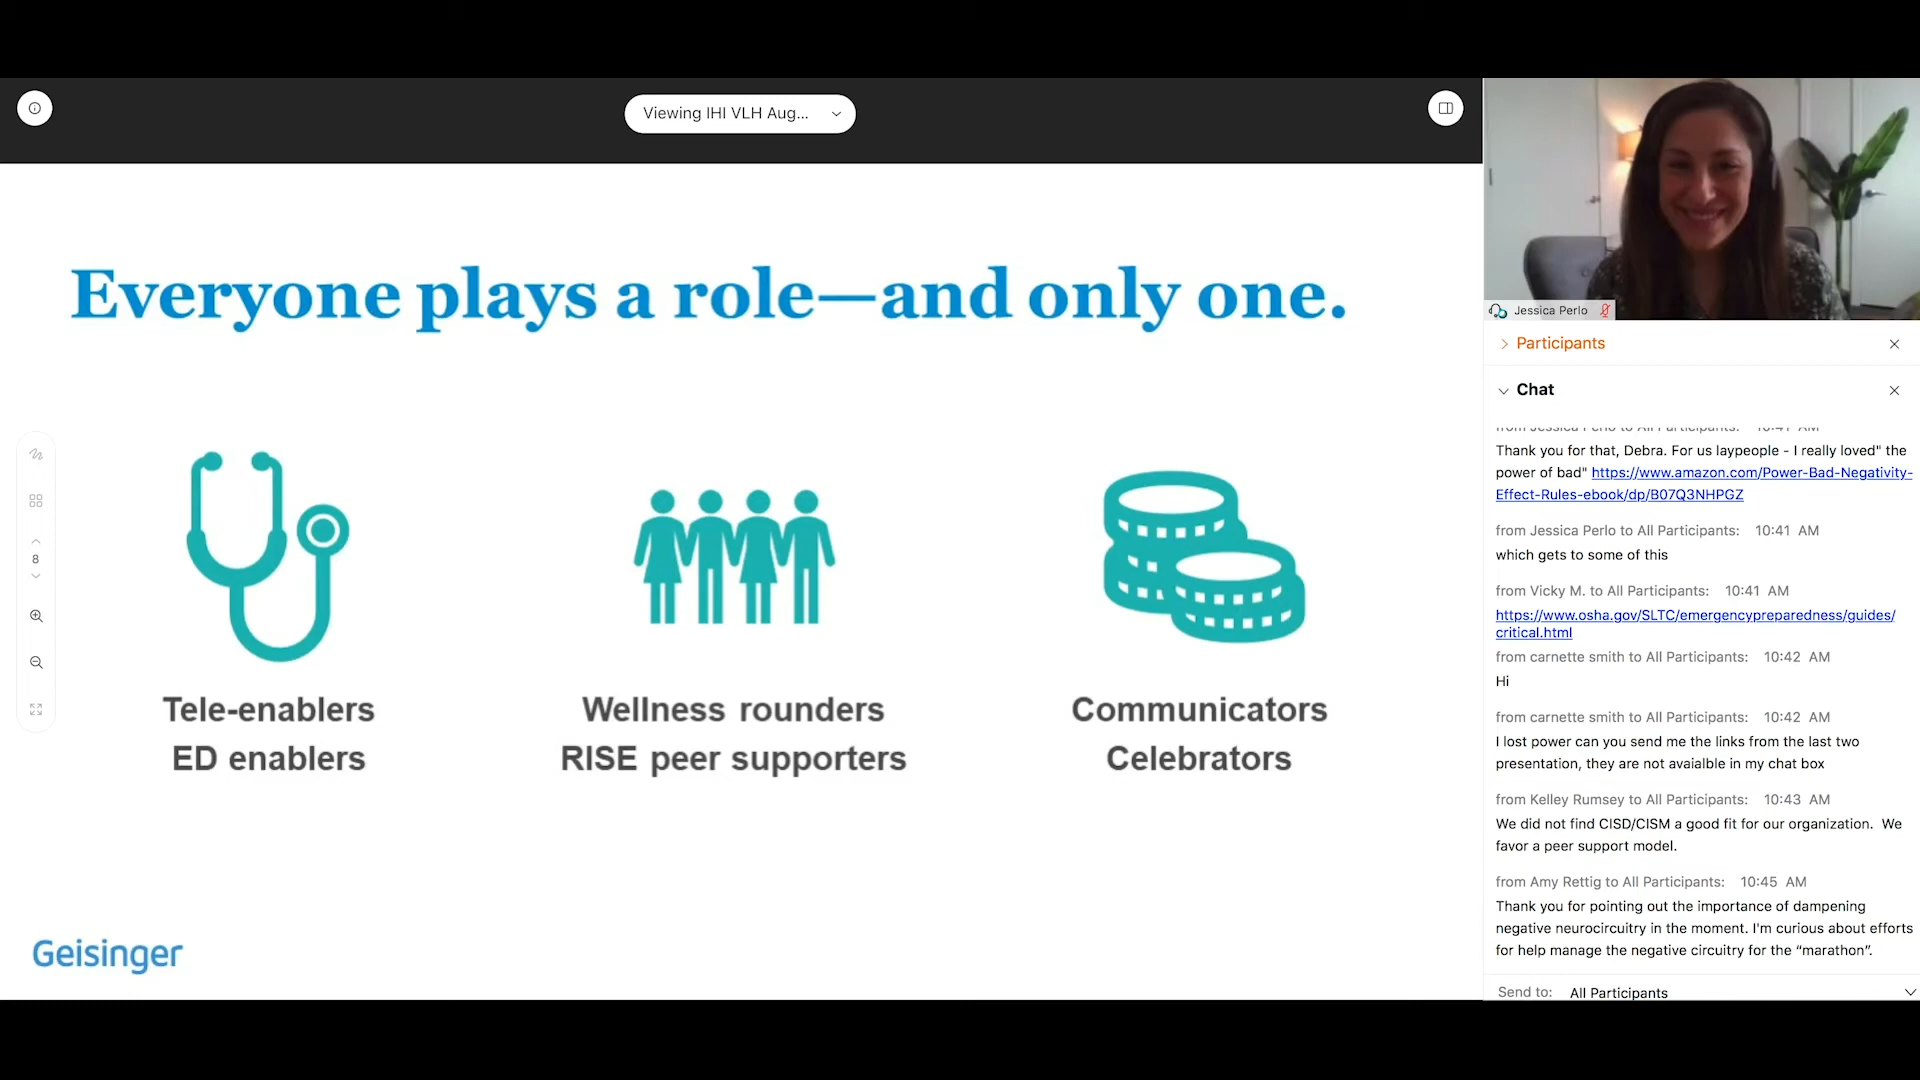 Viewing IHI VLH Aug...
Everyone plays a role—and only one.
Tele-enablers
ED enablers
Wellness rounders
RISE peer supporters
Communicators
Celebrators
Geisinger
8
Jessica Perlo
Participants
Chat
from Jessica Perlo to All Participants: 10:41 AM
Thank you for that, Debra. For us laypeople - I really loved" the
power of bad" https://www.amazon.com/Power-Bad-Negativity-
Effect-Rules-ebook/dp/B07Q3NHPGZ
from Jessica Perlo to All Participants: 10:41 AM
which gets to some of this
from Vicky M. to All Participants: 10:41 AM
https://www.osha.gov/SLTC/emergencypreparedness/guides/
critical.html
from carnette smith to All Participants: 10:42 AM
Hi
from carnette smith to All Participants: 10:42 AM
I lost power can you send me the links from the last two
presentation, they are not avaialble in my chat box
from Kelley Rumsey to All Participants: 10:43 AM
We did not find CISD/CISM a good fit for our organization. We
favor a peer support model.
from Amy Rettig to All Participants: 10:45 AM
Thank you for pointing out the importance of dampening
negative neurocircuitry in the moment. I'm curious about efforts
for help manage the negative circuitry for the “marathon”.
Send to: All Participants